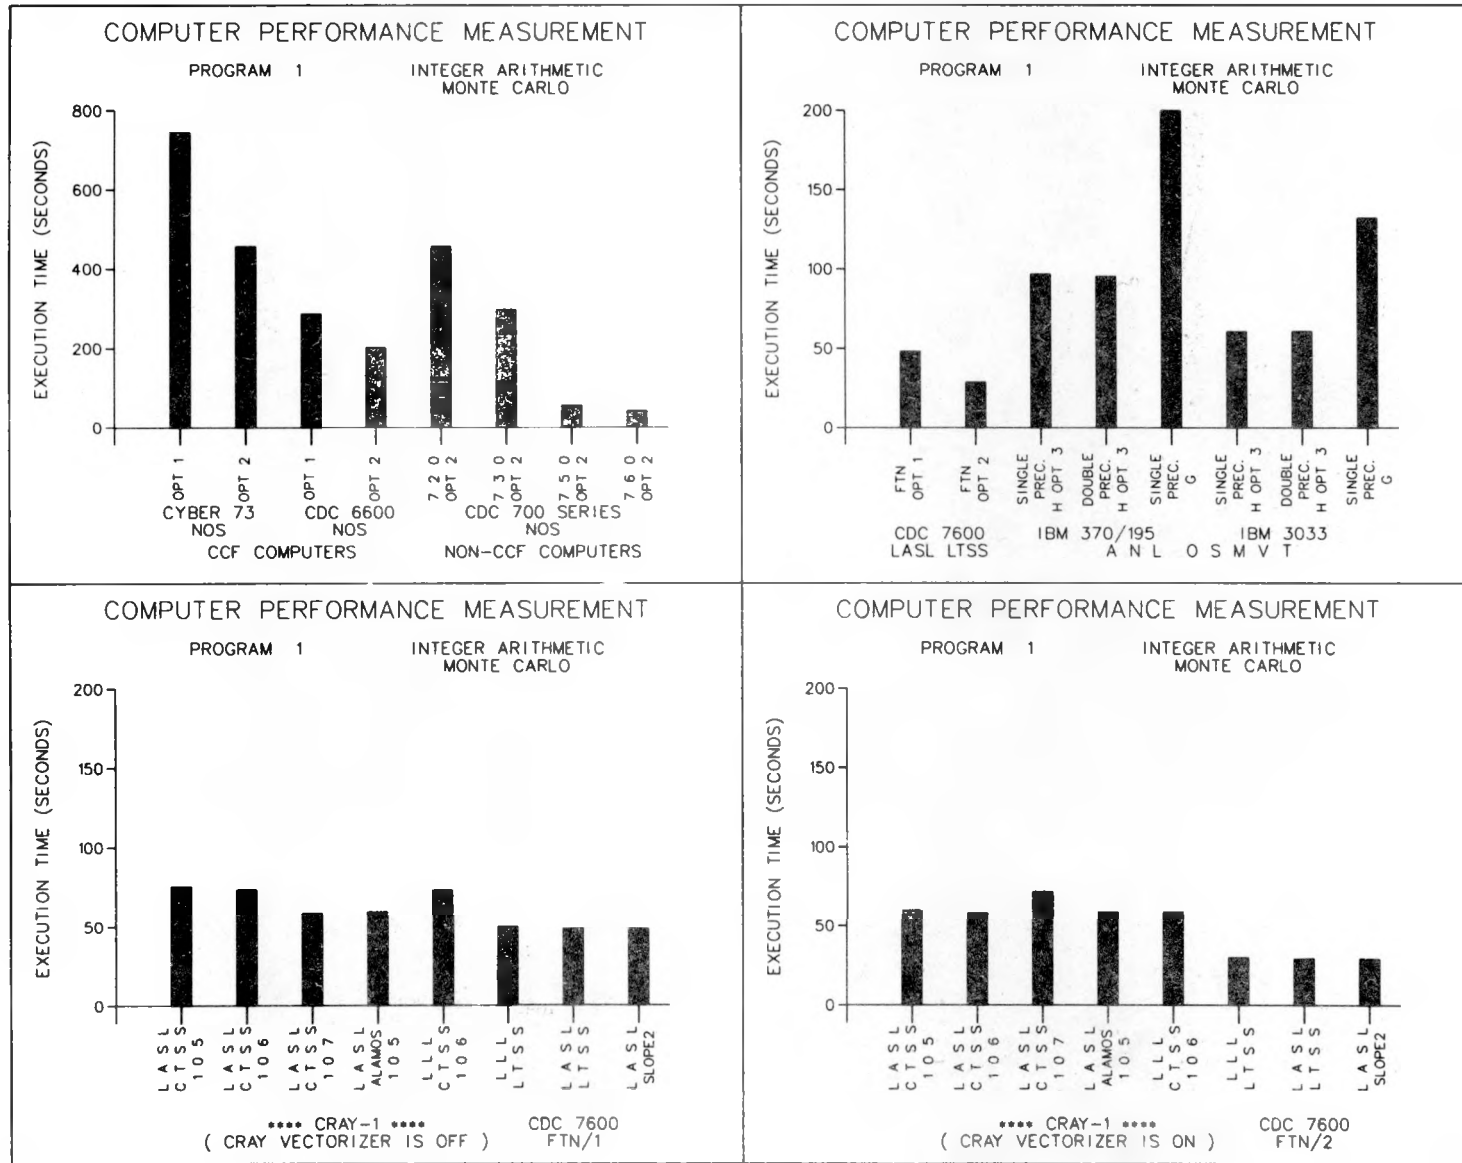 COMPUTER PERFORMANCE MEASUREMENT
PROGRAM 1
INTEGER ARITHMETIC
MONTE CARLO
EXECUTION TIME (SECONDS)
800
600
400
200
0
OPT 1
OPT 2
OPT 1
OPT 2
7 2 0
OPT 2
7 3 0
OPT 2
7 5 0
OPT 2
7 6 0
OPT 2
CYBER 73
NOS
CDC 6600
NOS
CDC 700 SERIES
NOS
CCF COMPUTERS
NON-CCF COMPUTERS
COMPUTER PERFORMANCE MEASUREMENT
PROGRAM 1
INTEGER ARITHMETIC
MONTE CARLO
EXECUTION TIME (SECONDS)
200
150
100
50
0
FTN
OPT 1
FTN
OPT 2
SINGLE
PREC.
H OPT 3
DOUBLE
PREC.
H OPT 3
SINGLE
PREC.
G
SINGLE
PREC.
H OPT 3
DOUBLE
PREC.
H OPT 3
SINGLE
PREC.
G
CDC 7600
LASL LTSS
IBM 370/195
IBM 3033
A N L O S M V T
COMPUTER PERFORMANCE MEASUREMENT
PROGRAM 1
INTEGER ARITHMETIC
MONTE CARLO
EXECUTION TIME (SECONDS)
200
150
100
50
0
L A S L
C T S S
1 0 5
L A S L
C T S S
1 0 6
L A S L
C T S S
1 0 7
L A S L
ALAMOS
1 0 5
L L L
C T S S
1 0 6
L L L
L T S S
L A S L
L T S S
L A S L
SLOPE2
**** CRAY-1 ****
( CRAY VECTORIZER IS OFF )
CDC 7600
FTN/1
COMPUTER PERFORMANCE MEASUREMENT
PROGRAM 1
INTEGER ARITHMETIC
MONTE CARLO
EXECUTION TIME (SECONDS)
200
150
100
50
0
L A S L
C T S S
1 0 5
L A S L
C T S S
1 0 6
L A S L
C T S S
1 0 7
L A S L
ALAMOS
1 0 5
L L L
C T S S
1 0 6
L L L
L T S S
L A S L
L T S S
L A S L
SLOPE2
**** CRAY-1 ****
( CRAY VECTORIZER IS ON )
CDC 7600
FTN/2